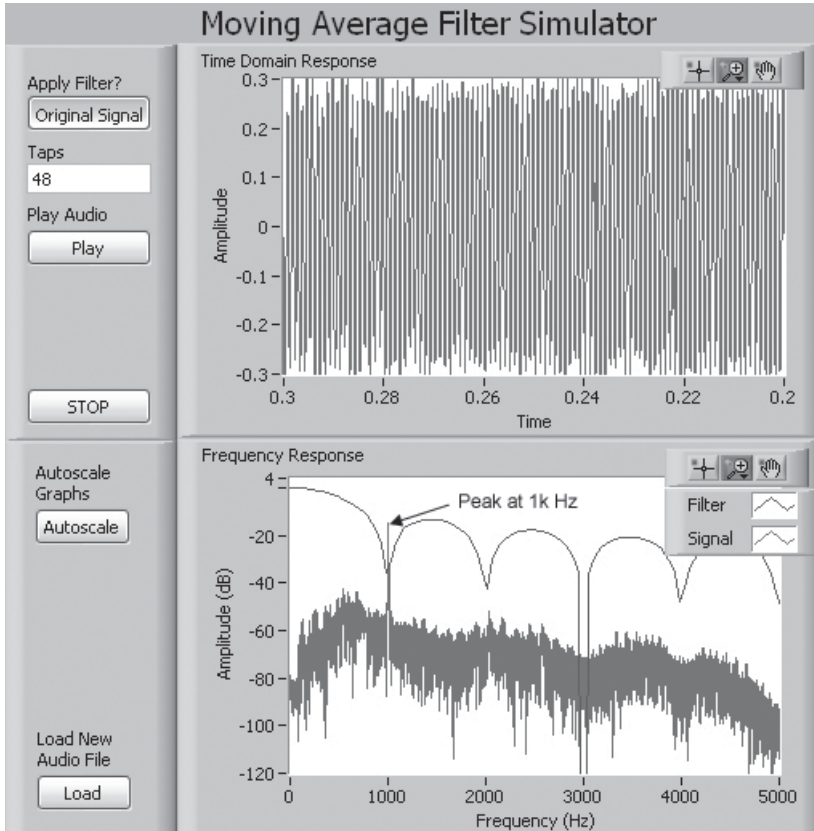 Moving Average Filter Simulator
Apply Filter?
Original Signal
Taps
48
Play Audio
Play
STOP
Time Domain Response
0.3
0.2
0.1
0
-0.1
-0.2
-0.3
Amplitude
0.3 0.28 0.26 0.24 0.22 0.2
Time
Autoscale
Graphs
Autoscale
Load New
Audio File
Load
Frequency Response
Peak at 1k Hz
Filter
Signal
4
-20
-40
-60
-80
-100
-120
Amplitude (dB)
0 1000 2000 3000 4000 5000
Frequency (Hz)